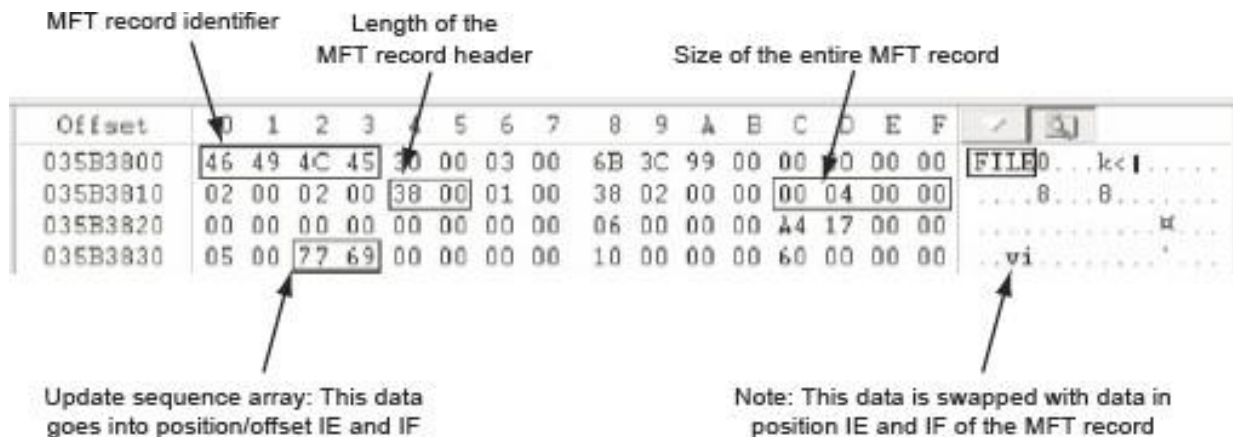 MFT record identifier
Length of the
MFT record header
Size of the entire MFT record
Offset 0 1 2 3 4 5 6 7 8 9 A B C D E F
035B3800 46 49 4C 45 30 00 03 00 6B 3C 99 00 00 00 00 00 FILE0...k<▌.....
035B3810 02 00 02 00 38 00 01 00 38 02 00 00 00 04 00 00 ....8...8.......
035B3820 00 00 00 00 00 00 00 00 06 00 00 00 A4 17 00 00 ............¤...
035B3830 05 00 77 69 00 00 00 00 10 00 00 00 60 00 00 00 ..vi........`...
Update sequence array: This data
goes into position/offset IE and IF
Note: This data is swapped with data in
position IE and IF of the MFT record